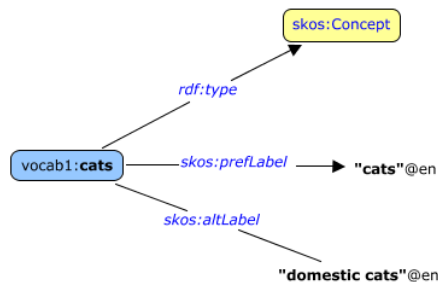 skos:Concept
rdf:type
vocab1:cats
skos:prefLabel
"cats"@en
skos:altLabel
"domestic cats"@en